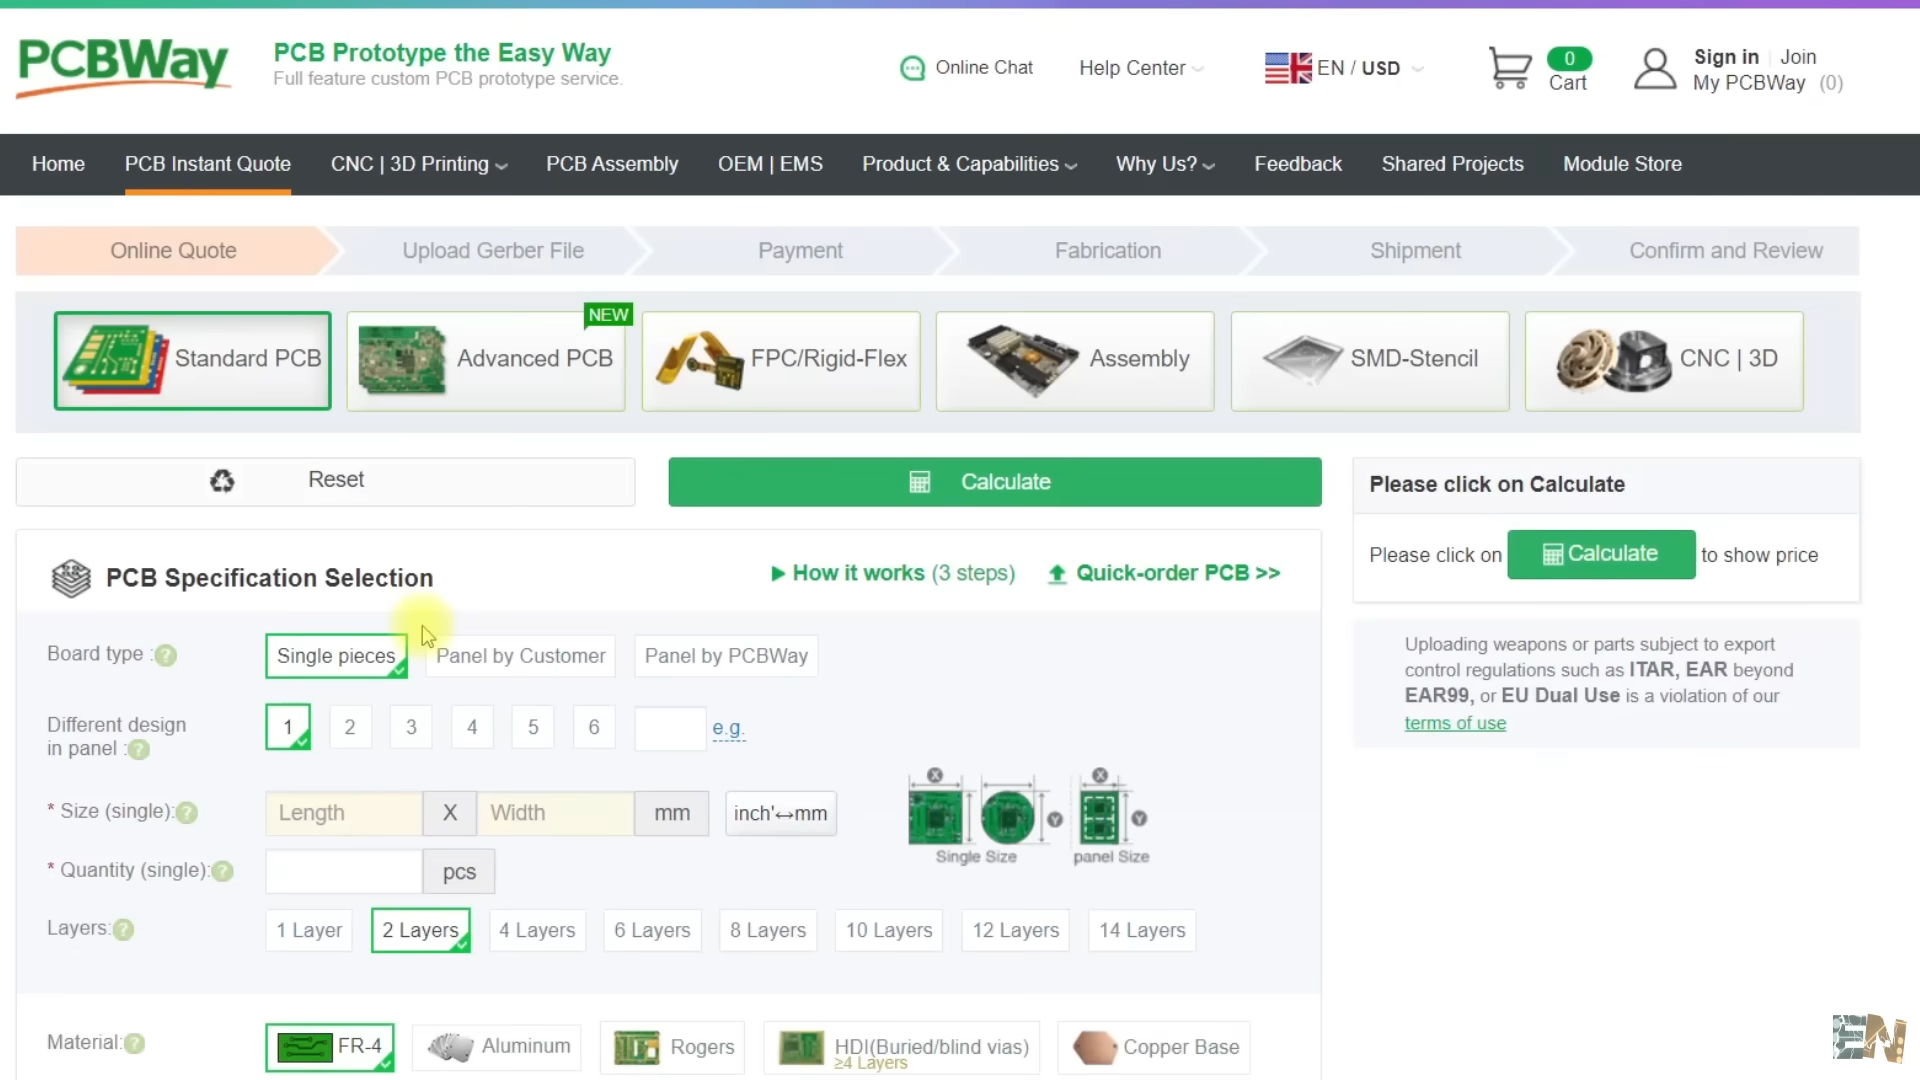 PCBWay
PCB Prototype the Easy Way
Full feature custom PCB prototype service.
Online Chat
Help Center
EN / USD
0
Cart
Sign in | Join
My PCBWay (0)
Home
PCB Instant Quote
CNC | 3D Printing
PCB Assembly
OEM | EMS
Product & Capabilities
Why Us?
Feedback
Shared Projects
Module Store
Online Quote
Upload Gerber File
Payment
Fabrication
Shipment
Confirm and Review
Standard PCB
NEW
Advanced PCB
FPC/Rigid-Flex
Assembly
SMD-Stencil
CNC | 3D
Reset
Calculate
Please click on Calculate
Please click on Calculate to show price
PCB Specification Selection
How it works (3 steps)
Quick-order PCB >>
Uploading weapons or parts subject to export
control regulations such as ITAR, EAR beyond
EAR99, or EU Dual Use is a violation of our
terms of use
Board type :?
Single pieces
Panel by Customer
Panel by PCBWay
Different design
in panel :?
1
2
3
4
5
6
e.g.
* Size (single):?
Length
X
Width
mm
inch'↔mm
X
Y
X
Y
Single Size
panel Size
* Quantity (single):?
pcs
Layers:?
1 Layer
2 Layers
4 Layers
6 Layers
8 Layers
10 Layers
12 Layers
14 Layers
Material:?
FR-4
Aluminum
Rogers
HDI(Buried/blind vias)
≥4 Layers
Copper Base
EN